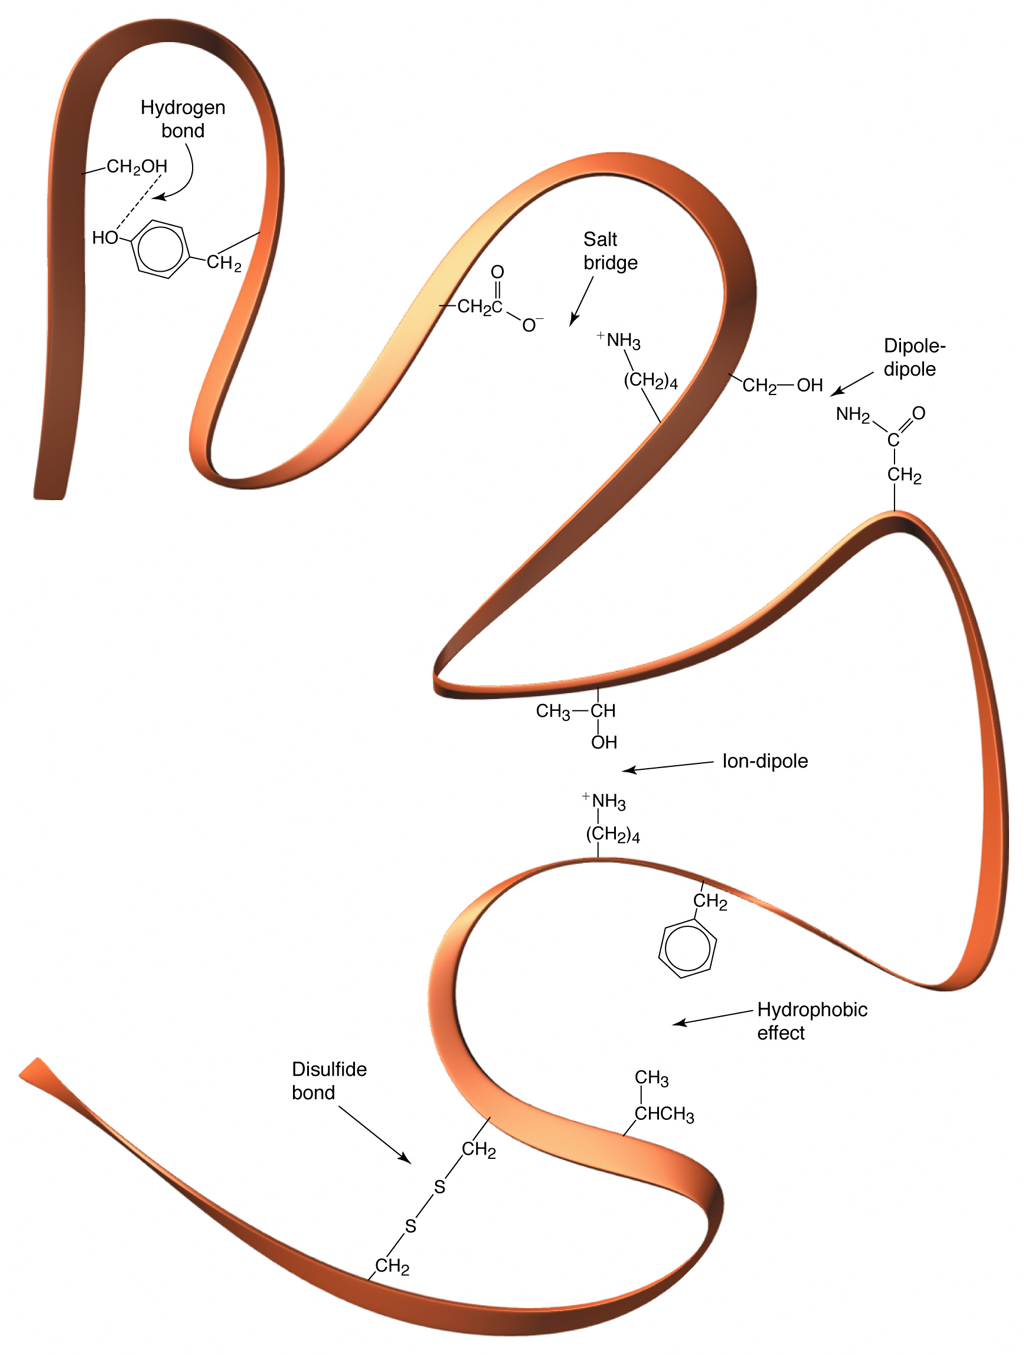 Hydrogen
bond
CH₂OH
HO
CH₂
Salt
bridge
O
CH₂C
O⁻
⁺NH₃
(CH₂)₄
Dipole-
dipole
CH₂—OH
NH₂
O
C
CH₂
CH₃—CH
OH
Ion-dipole
⁺NH₃
(CH₂)₄
CH₂
Hydrophobic
effect
CH₃
CHCH₃
Disulfide
bond
CH₂
S
S
CH₂